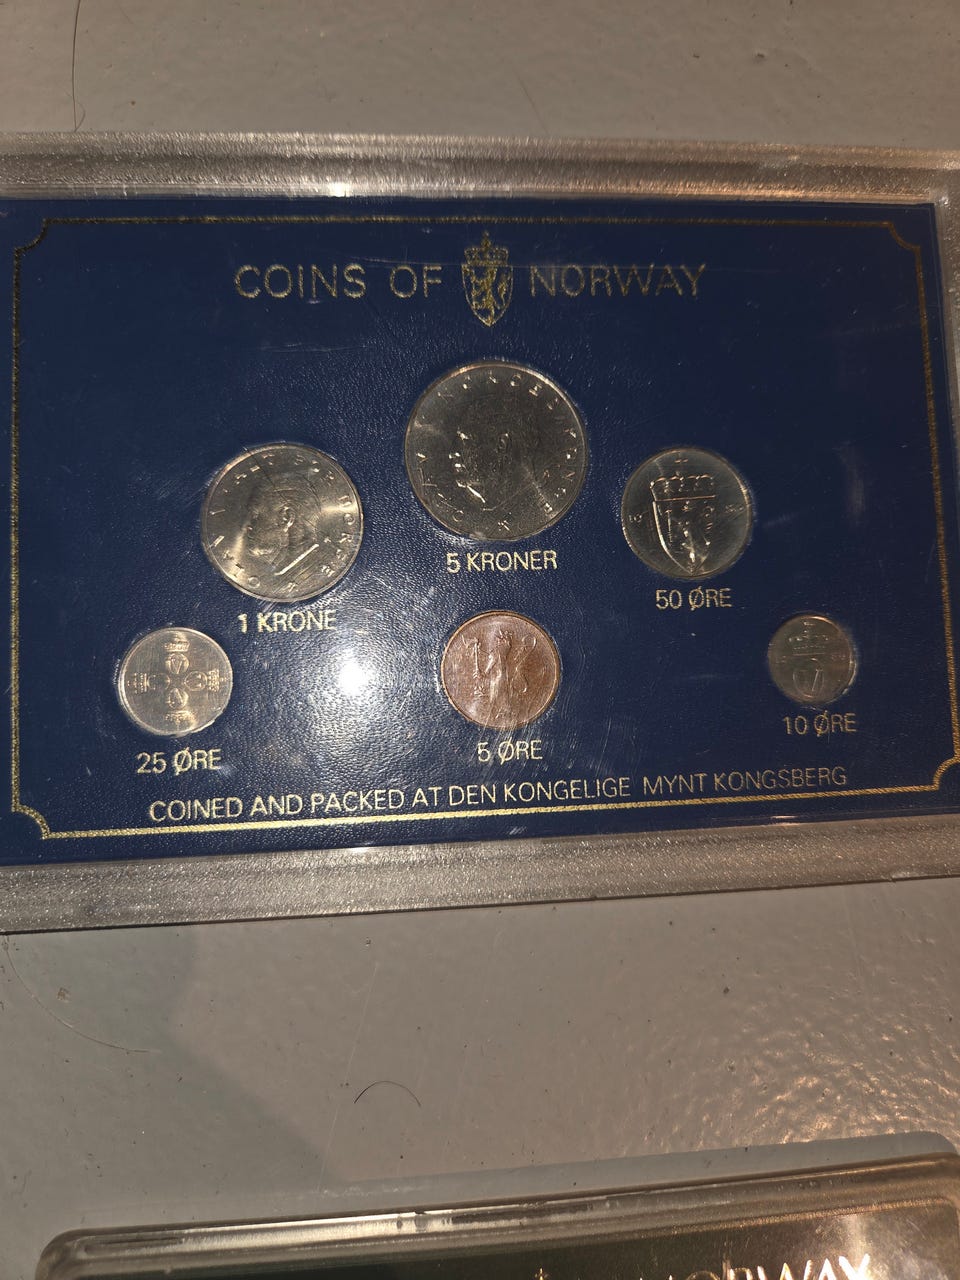 COINS OF NORWAY
5 KRONER
50 ØRE
1 KRONE
10 ØRE
5 ØRE
25 ØRE
COINED AND PACKED AT DEN KONGELIGE MYNT KONGSBERG
NORWAY